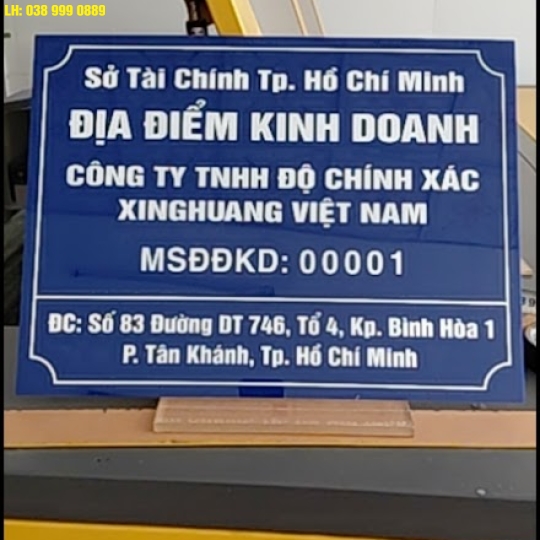 LH: 038 999 0889
Sở Tài Chính Tp. Hồ Chí Minh
ĐỊA ĐIỂM KINH DOANH
CÔNG TY TNHH ĐỘ CHÍNH XÁC
XINGHUANG VIỆT NAM
MSĐĐKD: 00001
ĐC: Số 83 Đường DT 746, Tổ 4, Kp. Bình Hòa 1
P. Tân Khánh, Tp. Hồ Chí Minh